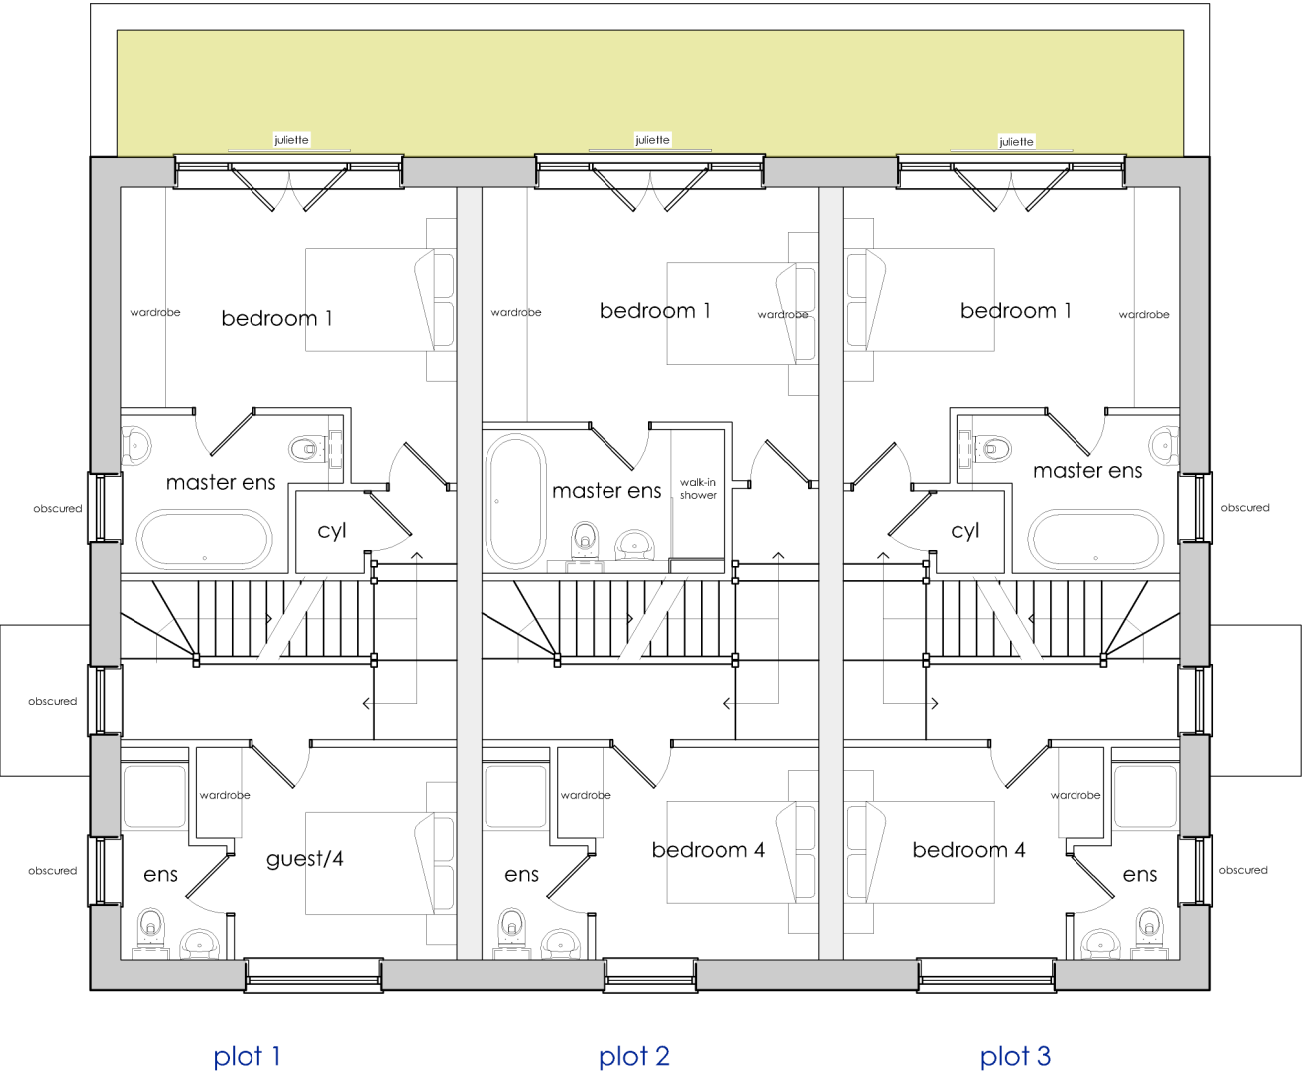 juliette
juliette
juliette
wardrobe
bedroom 1
wardrobe
bedroom 1
wardrobe
bedroom 1
wardrobe
master ens
master ens
walk-in
shower
master ens
obscured
cyl
cyl
obscured
obscured
wardrobe
wardrobe
warcrobe
guest/4
bedroom 4
bedroom 4
obscured
ens
ens
ens
obscured
plot 1
plot 2
plot 3